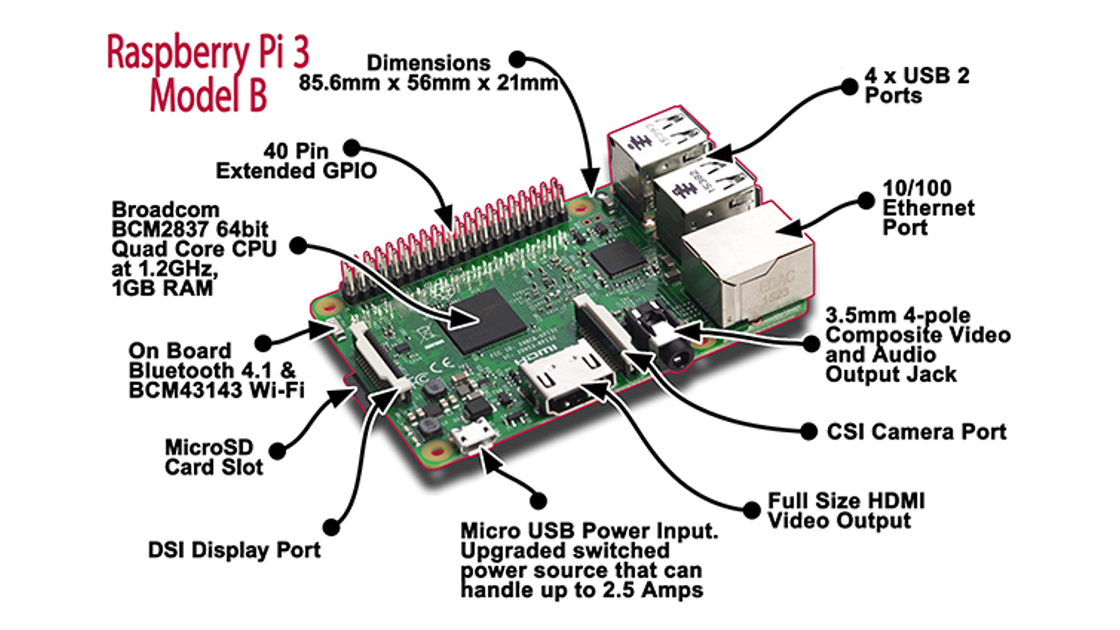 Raspberry Pi 3
Model B
Dimensions
85.6mm x 56mm x 21mm
4 x USB 2
Ports
40 Pin
Extended GPIO
10/100
Ethernet
Port
Broadcom
BCM2837 64bit
Quad Core CPU
at 1.2GHz,
1GB RAM
3.5mm 4-pole
Composite Video
and Audio
Output Jack
On Board
Bluetooth 4.1 &
BCM43143 Wi-Fi
CSI Camera Port
MicroSD
Card Slot
Full Size HDMI
Video Output
DSI Display Port
Micro USB Power Input.
Upgraded switched
power source that can
handle up to 2.5 Amps
HDMI
EDAC
1523